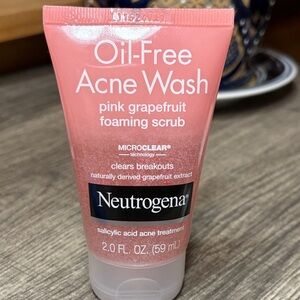 Oil-Free
Acne Wash
pink grapefruit
foaming scrub
MICROCLEAR®
technology
clears breakouts
naturally derived grapefruit extract
Neutrogena®
salicylic acid acne treatment
2.0 FL. OZ. (59 mL)